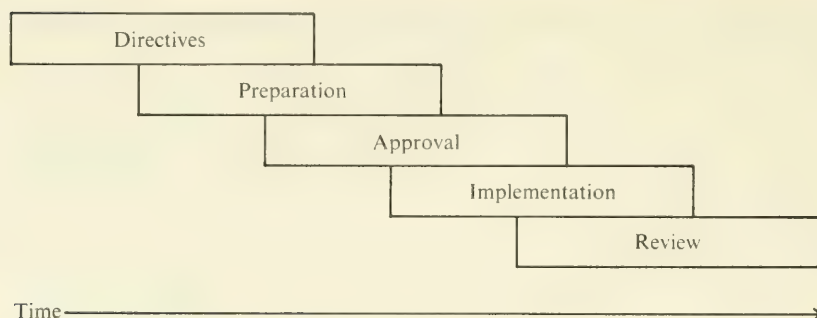 Directives
Preparation
Approval
Implementation
Review
Time